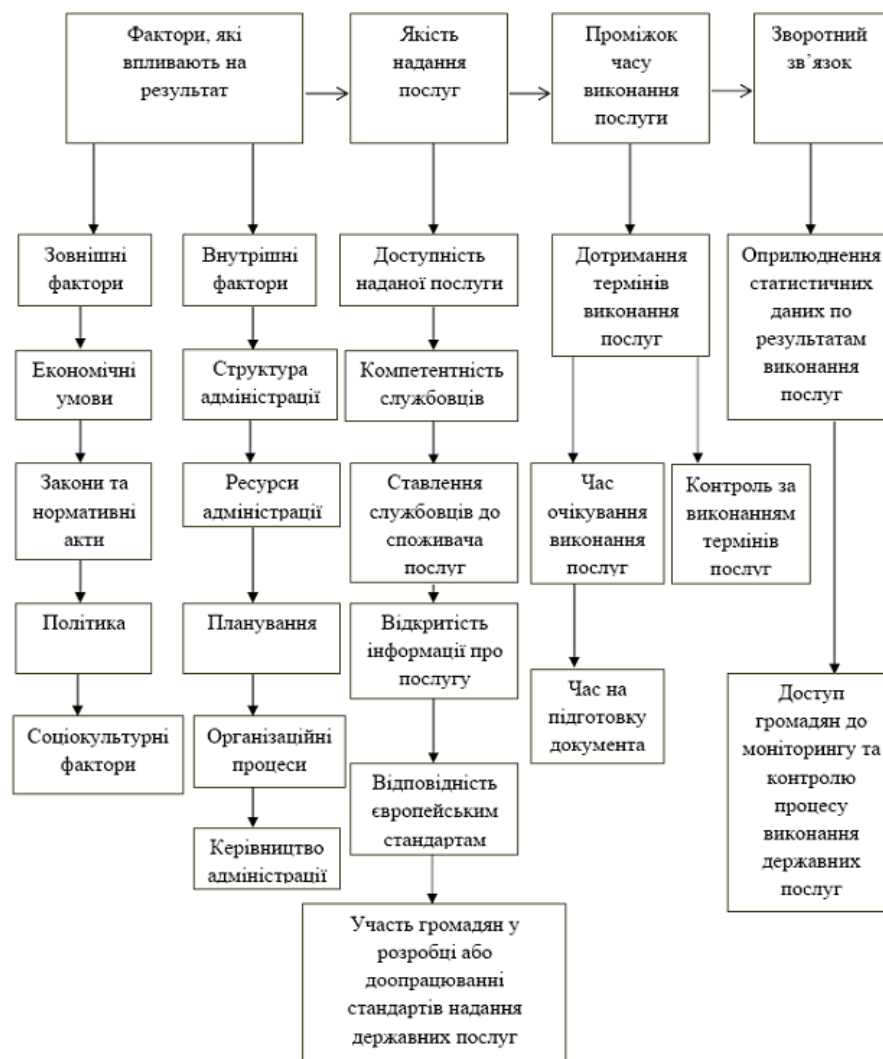 Фактори, які
впливають на
результат
Якість
надання
послуг
Проміжок
часу
виконання
послуги
Зворотний
зв’язок
Зовнішні
фактори
Внутрішні
фактори
Доступність
наданої послуги
Дотримання
термінів
виконання
послуг
Оприлюднення
статистичних
даних по
результатам
виконання
послуг
Економічні
умови
Структура
адміністрації
Компетентність
службовців
Закони та
нормативні
акти
Ресурси
адміністрації
Ставлення
службовців до
споживача
послуг
Час
очікування
виконання
послуг
Контроль за
виконанням
термінів
послуг
Політика
Планування
Відкритість
інформації про
послугу
Час на
підготовку
документа
Доступ
громадян до
моніторингу та
контролю
процесу
виконання
державних
послуг
Соціокультурні
фактори
Організаційні
процеси
Відповідність
європейським
стандартам
Керівництво
адміністрації
Участь громадян у
розробці або
доопрацюванні
стандартів надання
державних послуг